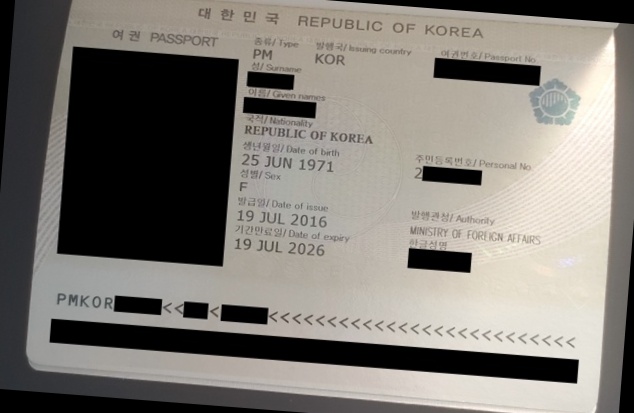 대한민국 REPUBLIC OF KOREA
여권 PASSPORT
종류/ Type 발행국/ Issuing country 여권번호/ Passport No.
PM KOR
성/ Surname
이름/ Given names
국적/ Nationality
REPUBLIC OF KOREA
생년월일/ Date of birth 주민등록번호/ Personal No.
25 JUN 1971 2
성별/ Sex
F
발급일/ Date of issue 발행관청/ Authority
19 JUL 2016 MINISTRY OF FOREIGN AFFAIRS
기간만료일/ Date of expiry 한글성명
19 JUL 2026
PMKOR<<<<<<<<<<<<<<<<<<<<<<<<<<<<